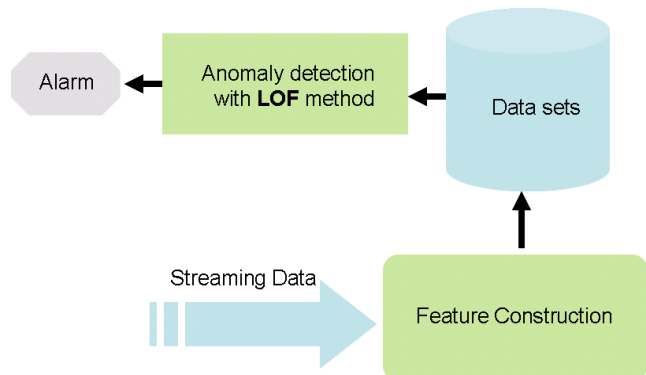 Alarm
Anomaly detection
with LOF method
Data sets
Streaming Data
Feature Construction